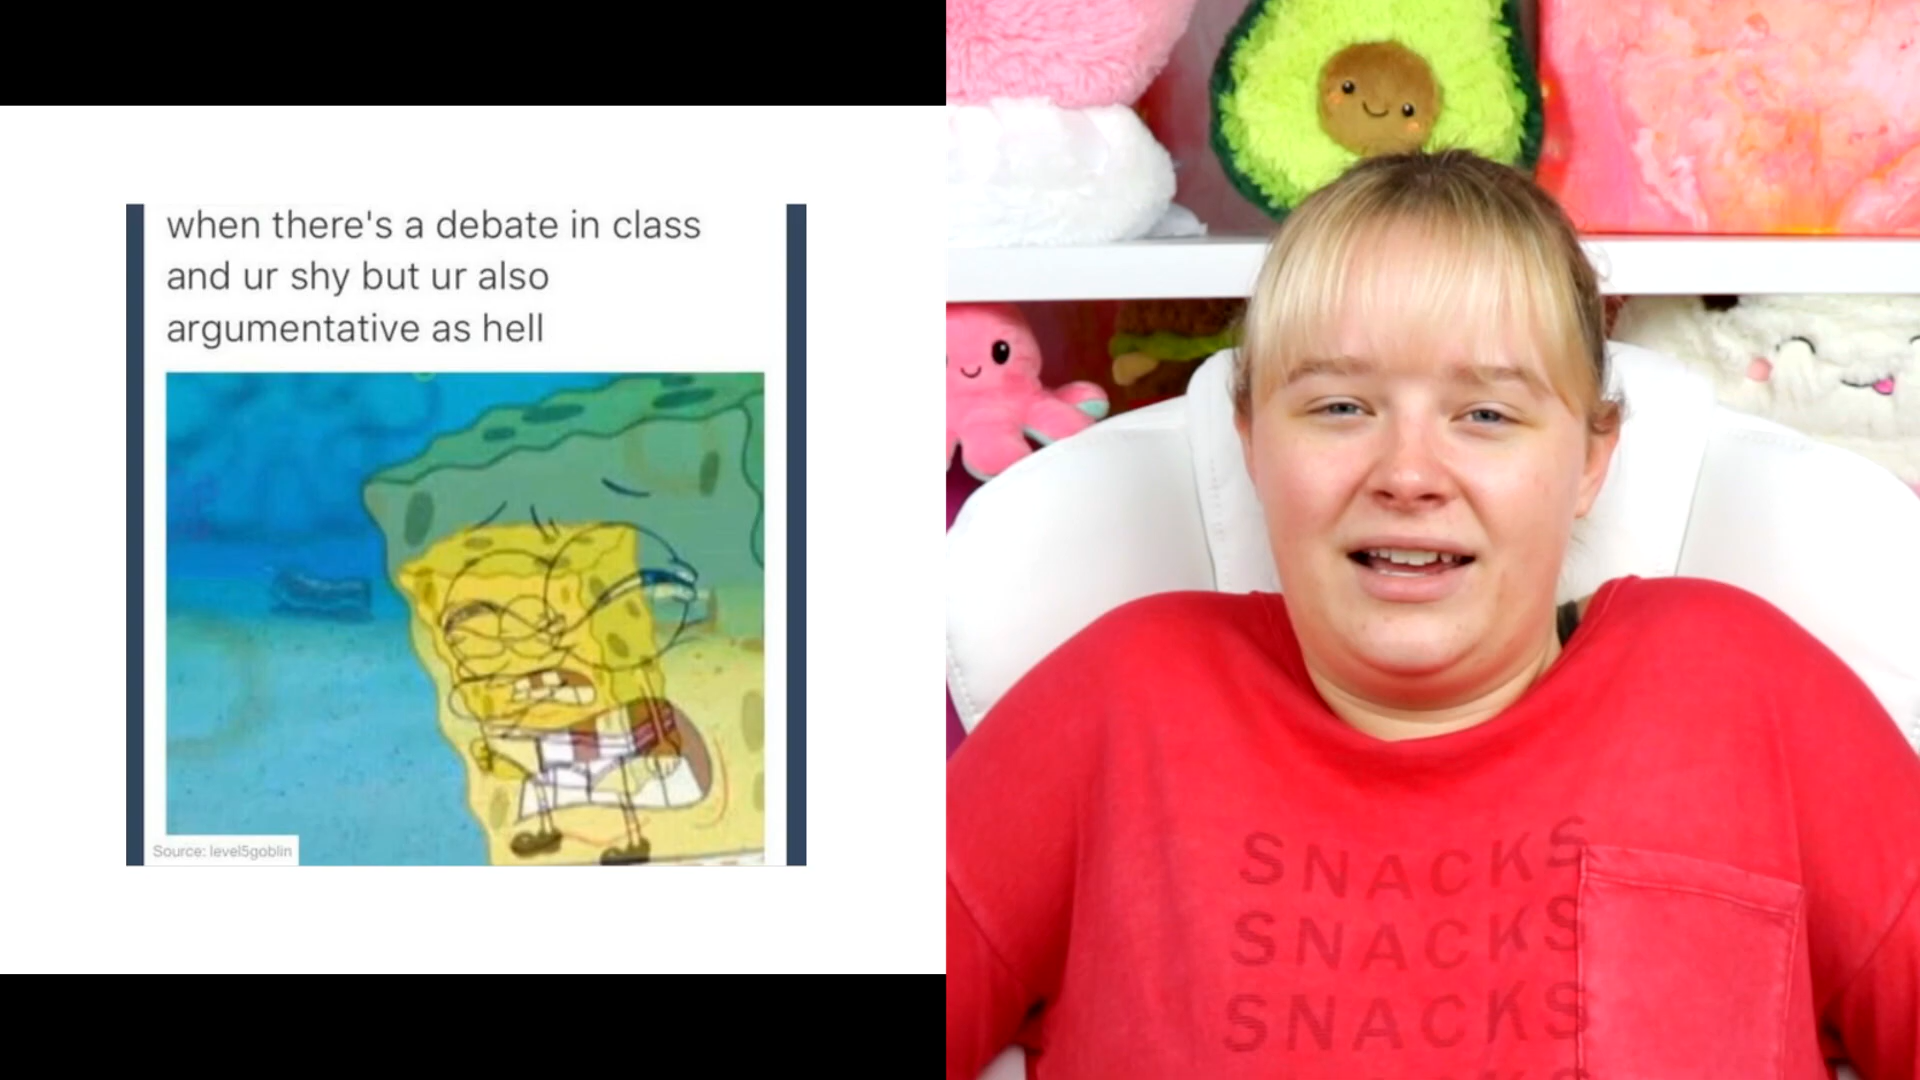 when there's a debate in class
and ur shy but ur also
argumentative as hell
Source: level5goblin
SNACKS
SNACKS
SNACKS